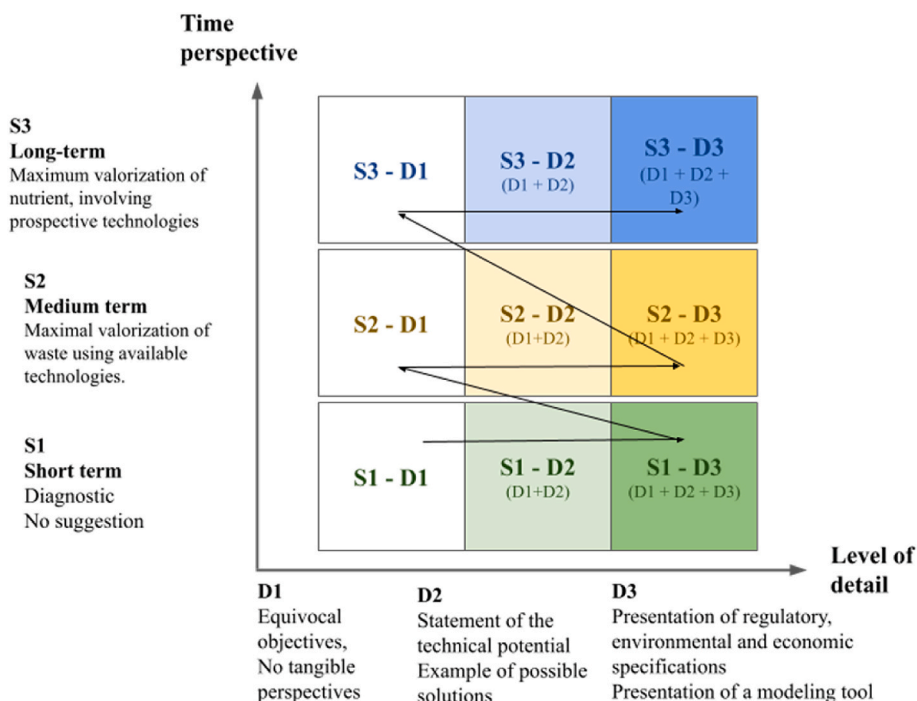 Time
perspective
S3
Long-term
Maximum valorization of
nutrient, involving
prospective technologies
S3 - D1
S3 - D2
(D1 + D2)
S3 - D3
(D1 + D2 +
D3)
S2
Medium term
Maximal valorization of
waste using available
technologies.
S2 - D1
S2 - D2
(D1+D2)
S2 - D3
(D1 + D2 + D3)
S1
Short term
Diagnostic
No suggestion
S1 - D1
S1 - D2
(D1+D2)
S1 - D3
(D1 + D2 + D3)
Level of
detail
D1
Equivocal
objectives,
No tangible
perspectives
D2
Statement of the
technical potential
Example of possible
solutions
D3
Presentation of regulatory,
environmental and economic
specifications
Presentation of a modeling tool